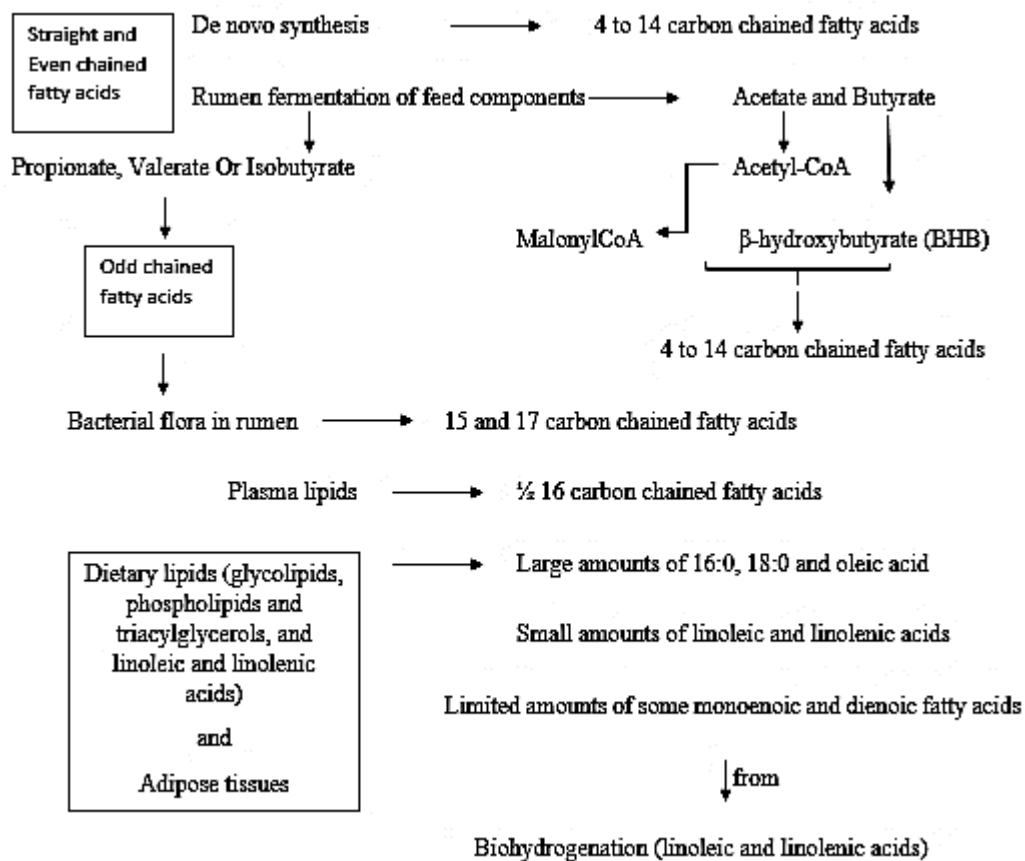 Straight and
Even chained
fatty acids
De novo synthesis
4 to 14 carbon chained fatty acids
Rumen fermentation of feed components
Acetate and Butyrate
Propionate, Valerate Or Isobutyrate
Acetyl-CoA
MalonylCoA
β-hydroxybutyrate (BHB)
Odd chained
fatty acids
4 to 14 carbon chained fatty acids
Bacterial flora in rumen
15 and 17 carbon chained fatty acids
Plasma lipids
½ 16 carbon chained fatty acids
Dietary lipids (glycolipids,
phospholipids and
triacylglycerols, and
linoleic and linolenic
acids)
and
Adipose tissues
Large amounts of 16:0, 18:0 and oleic acid
Small amounts of linoleic and linolenic acids
Limited amounts of some monoenoic and dienoic fatty acids
from
Biohydrogenation (linoleic and linolenic acids)